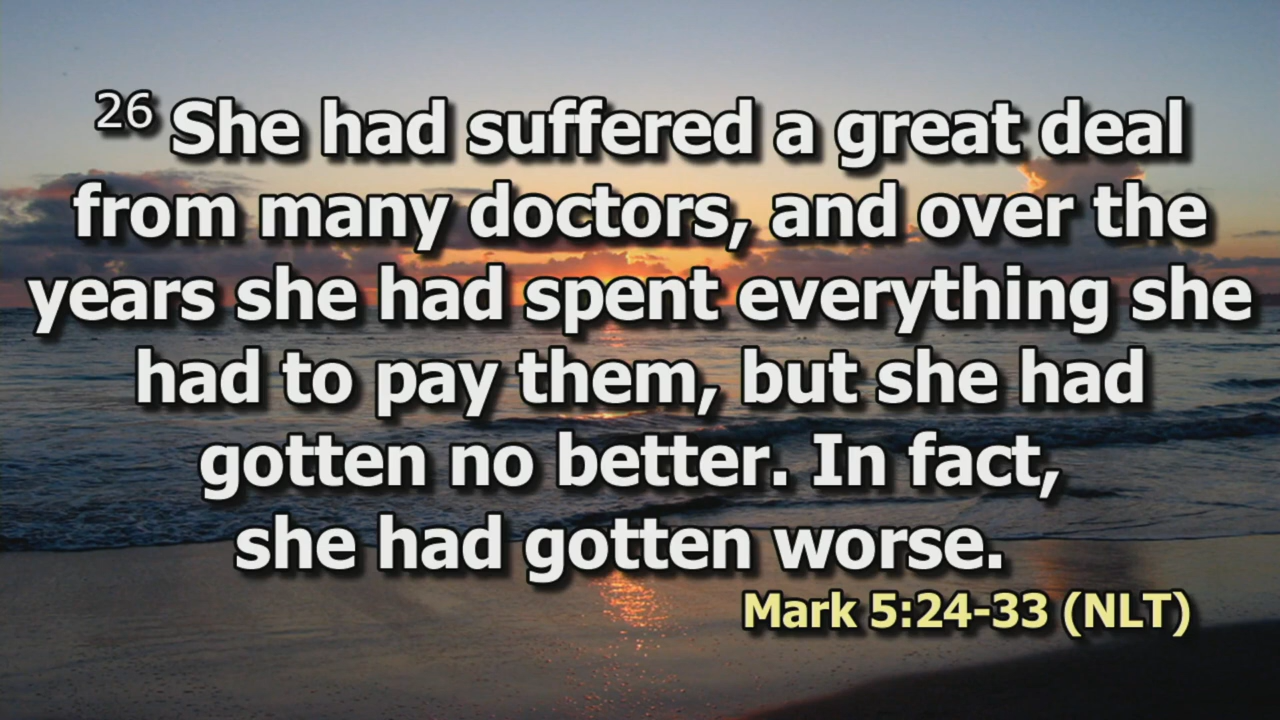 26 She had suffered a great deal
from many doctors, and over the
years she had spent everything she
had to pay them, but she had
gotten no better. In fact,
she had gotten worse.
Mark 5:24-33 (NLT)